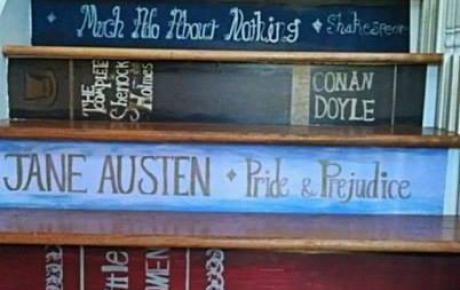 Much Ado About Nothing ♦ Shakespeare
THE COMPLETE Sherlock Holmes
CONAN DOYLE
JANE AUSTEN ♦ Pride & Prejudice
Little WOMEN